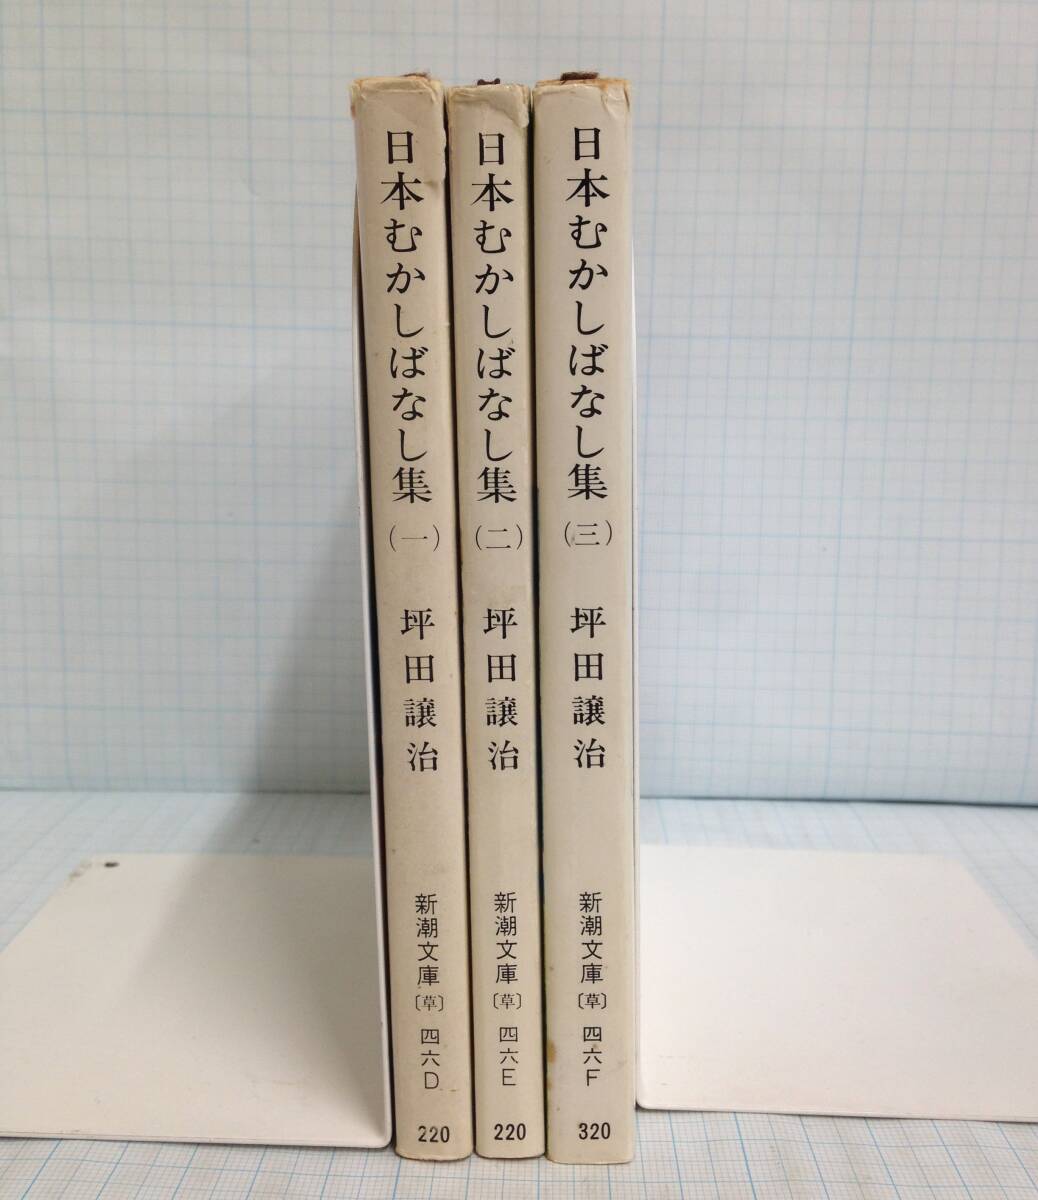 日本むかしばなし集(一)
坪田譲治
新潮文庫
〔草〕
四六D
220
日本むかしばなし集(二)
坪田譲治
新潮文庫
〔草〕
四六E
220
日本むかしばなし集(三)
坪田譲治
新潮文庫
〔草〕
四六F
320